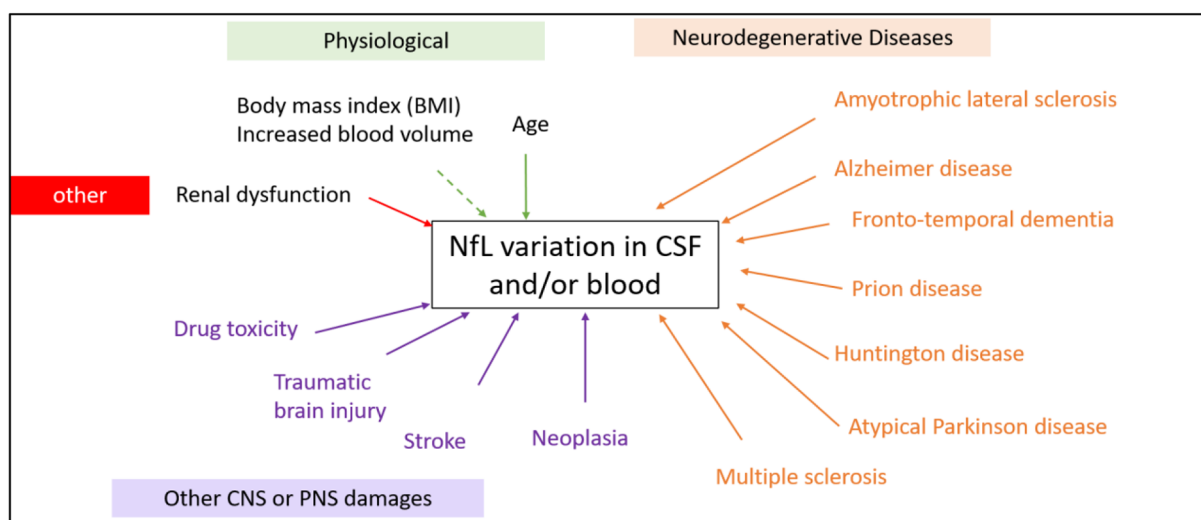 Physiological
Neurodegenerative Diseases
Body mass index (BMI)
Increased blood volume
Age
Amyotrophic lateral sclerosis
Alzheimer disease
other
Renal dysfunction
Fronto-temporal dementia
NfL variation in CSF
and/or blood
Prion disease
Drug toxicity
Huntington disease
Traumatic
brain injury
Stroke
Neoplasia
Atypical Parkinson disease
Multiple sclerosis
Other CNS or PNS damages